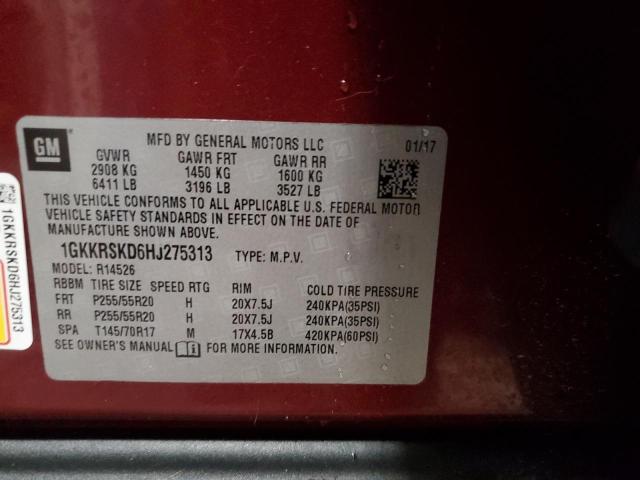 GM
MFD BY GENERAL MOTORS LLC 01/17
GVWR GAWR FRT GAWR RR
2908 KG 1450 KG 1600 KG
6411 LB 3196 LB 3527 LB
THIS VEHICLE CONFORMS TO ALL APPLICABLE U.S. FEDERAL MOTOR
VEHICLE SAFETY STANDARDS IN EFFECT ON THE DATE OF
MANUFACTURE SHOWN ABOVE.
1GKKRSKD6HJ275313 TYPE: M.P.V.
MODEL: R14526
RBBM TIRE SIZE SPEED RTG RIM COLD TIRE PRESSURE
FRT P255/55R20 H 20X7.5J 240KPA(35PSI)
RR P255/55R20 H 20X7.5J 240KPA(35PSI)
SPA T145/70R17 M 17X4.5B 420KPA(60PSI)
SEE OWNER'S MANUAL FOR MORE INFORMATION.
1GKKRSKD6HJ275313